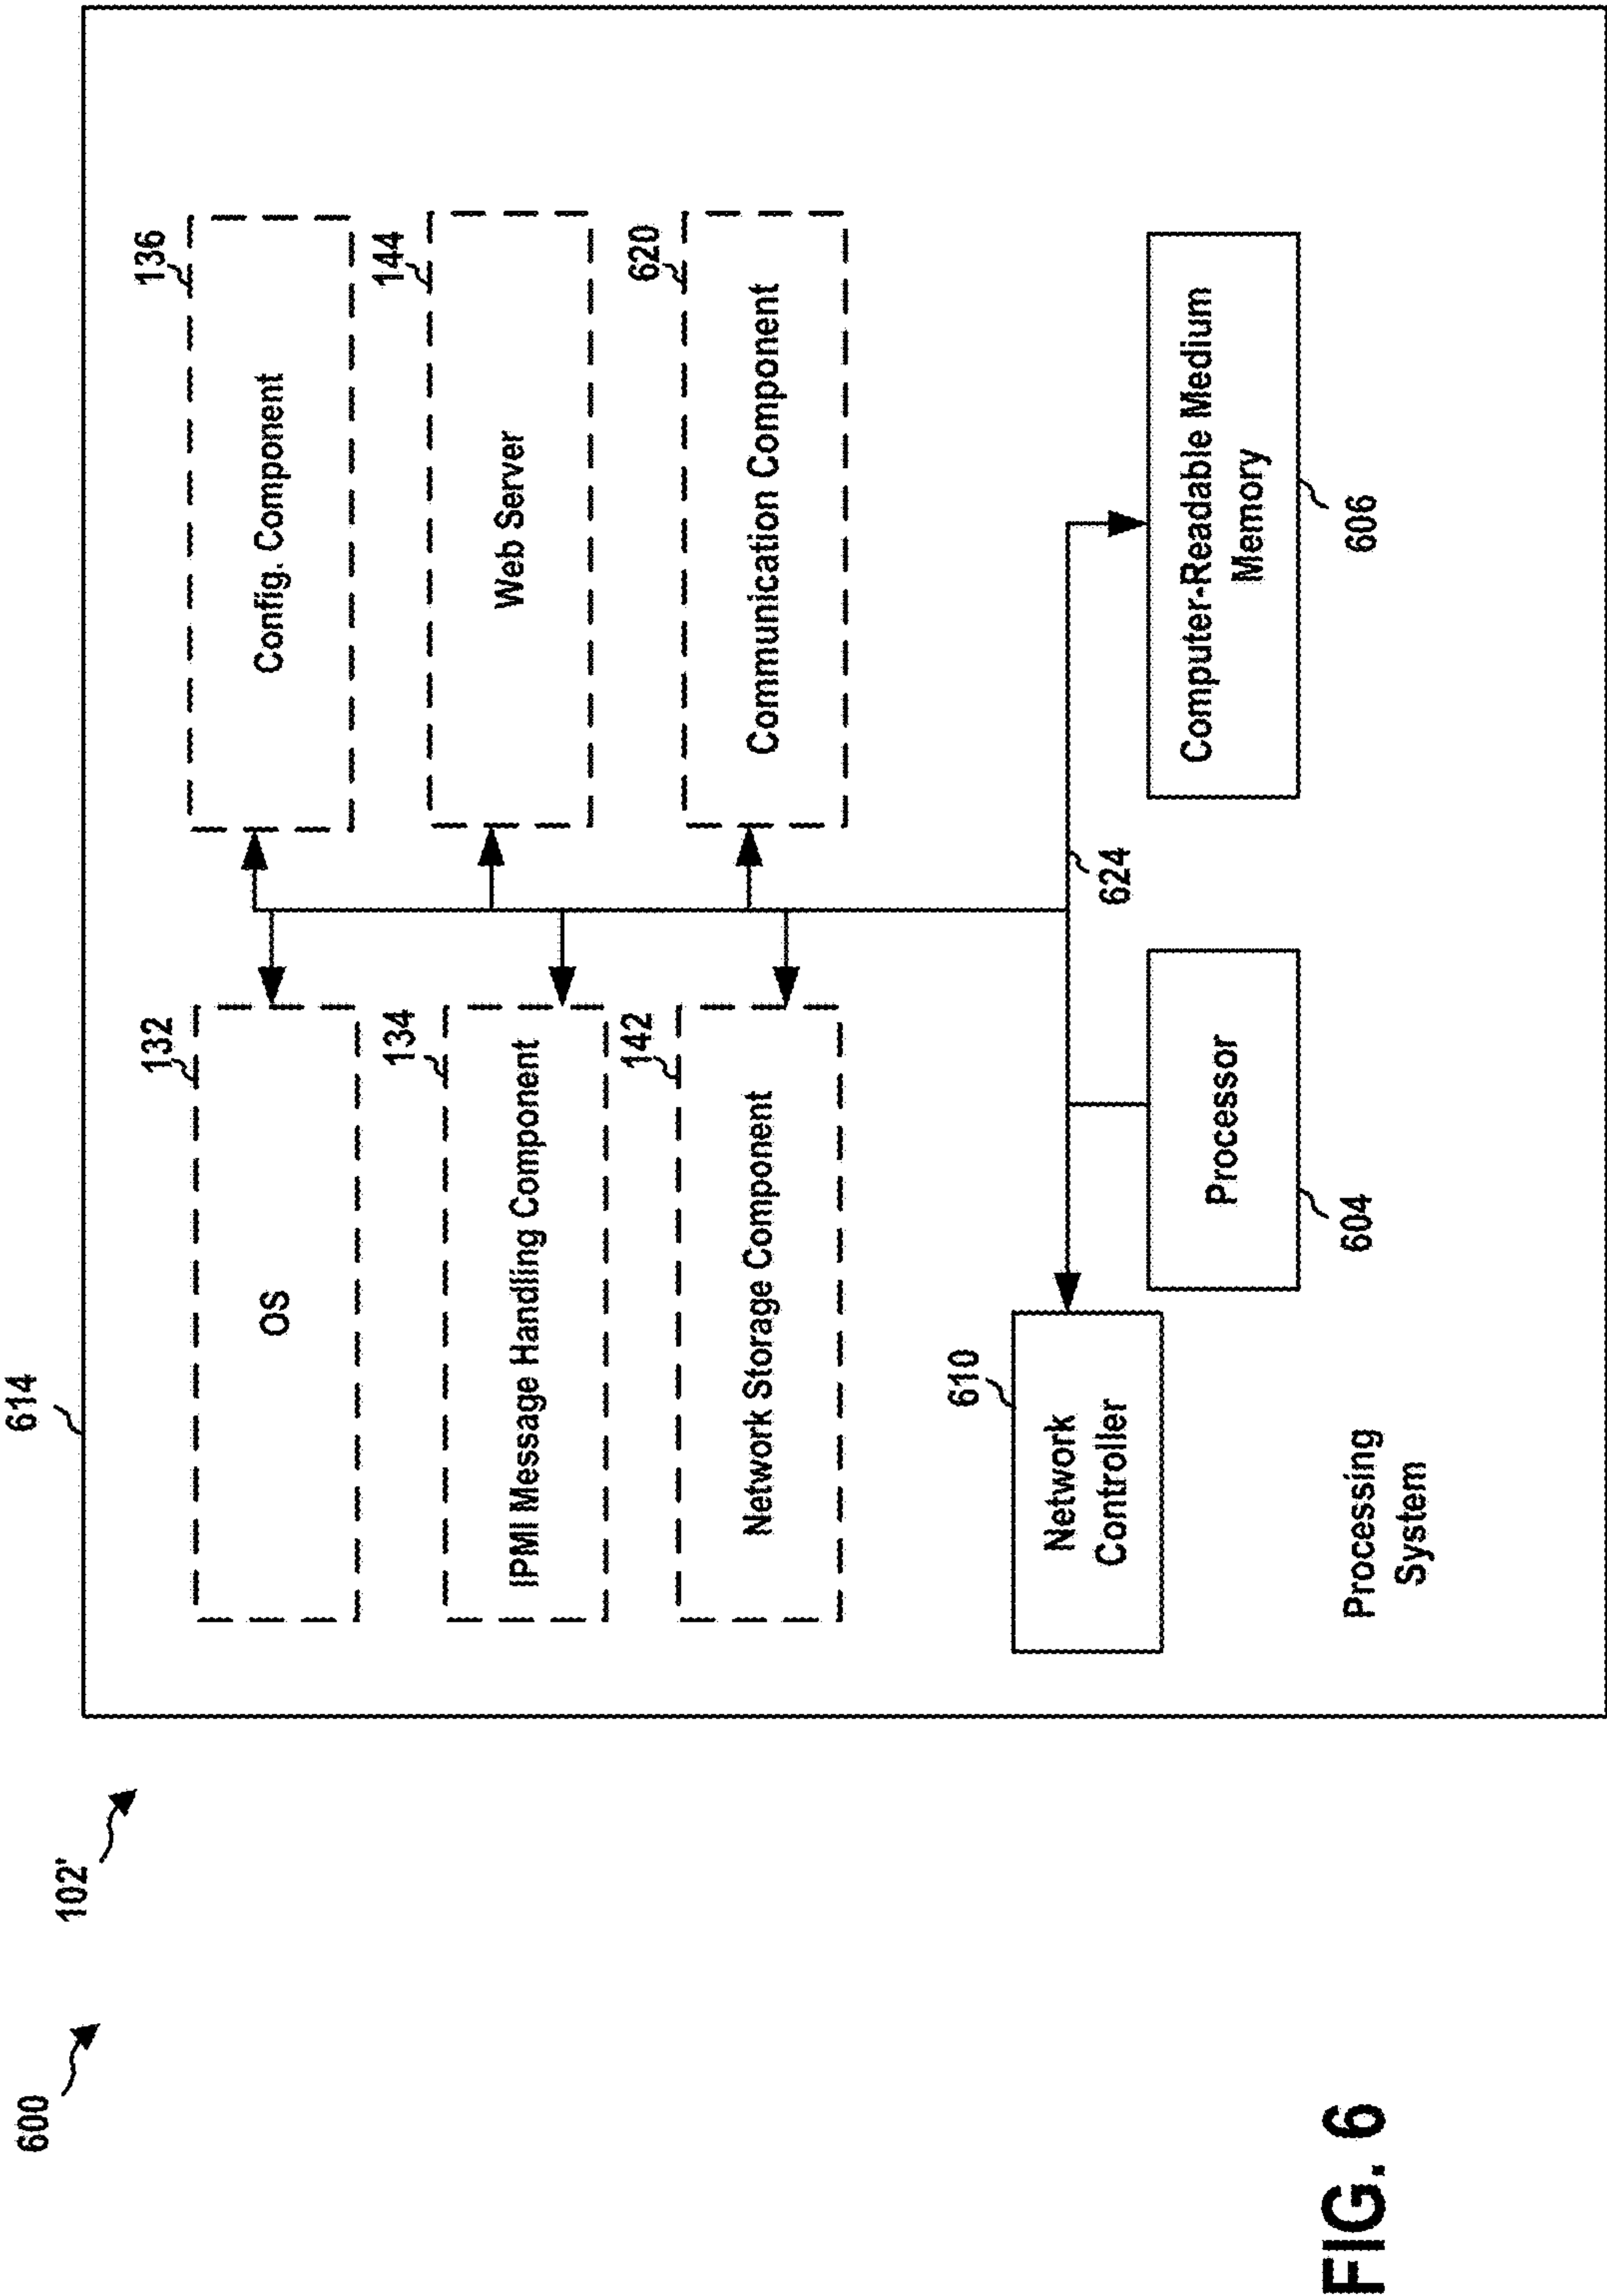 600
102'
614
132
OS
136
Config. Component
134
IPMI Message Handling Component
144
Web Server
142
Network Storage Component
620
Communication Component
610
Network
Controller
624
Processor
604
Computer-Readable Medium
Memory
606
Processing
System
FIG. 6